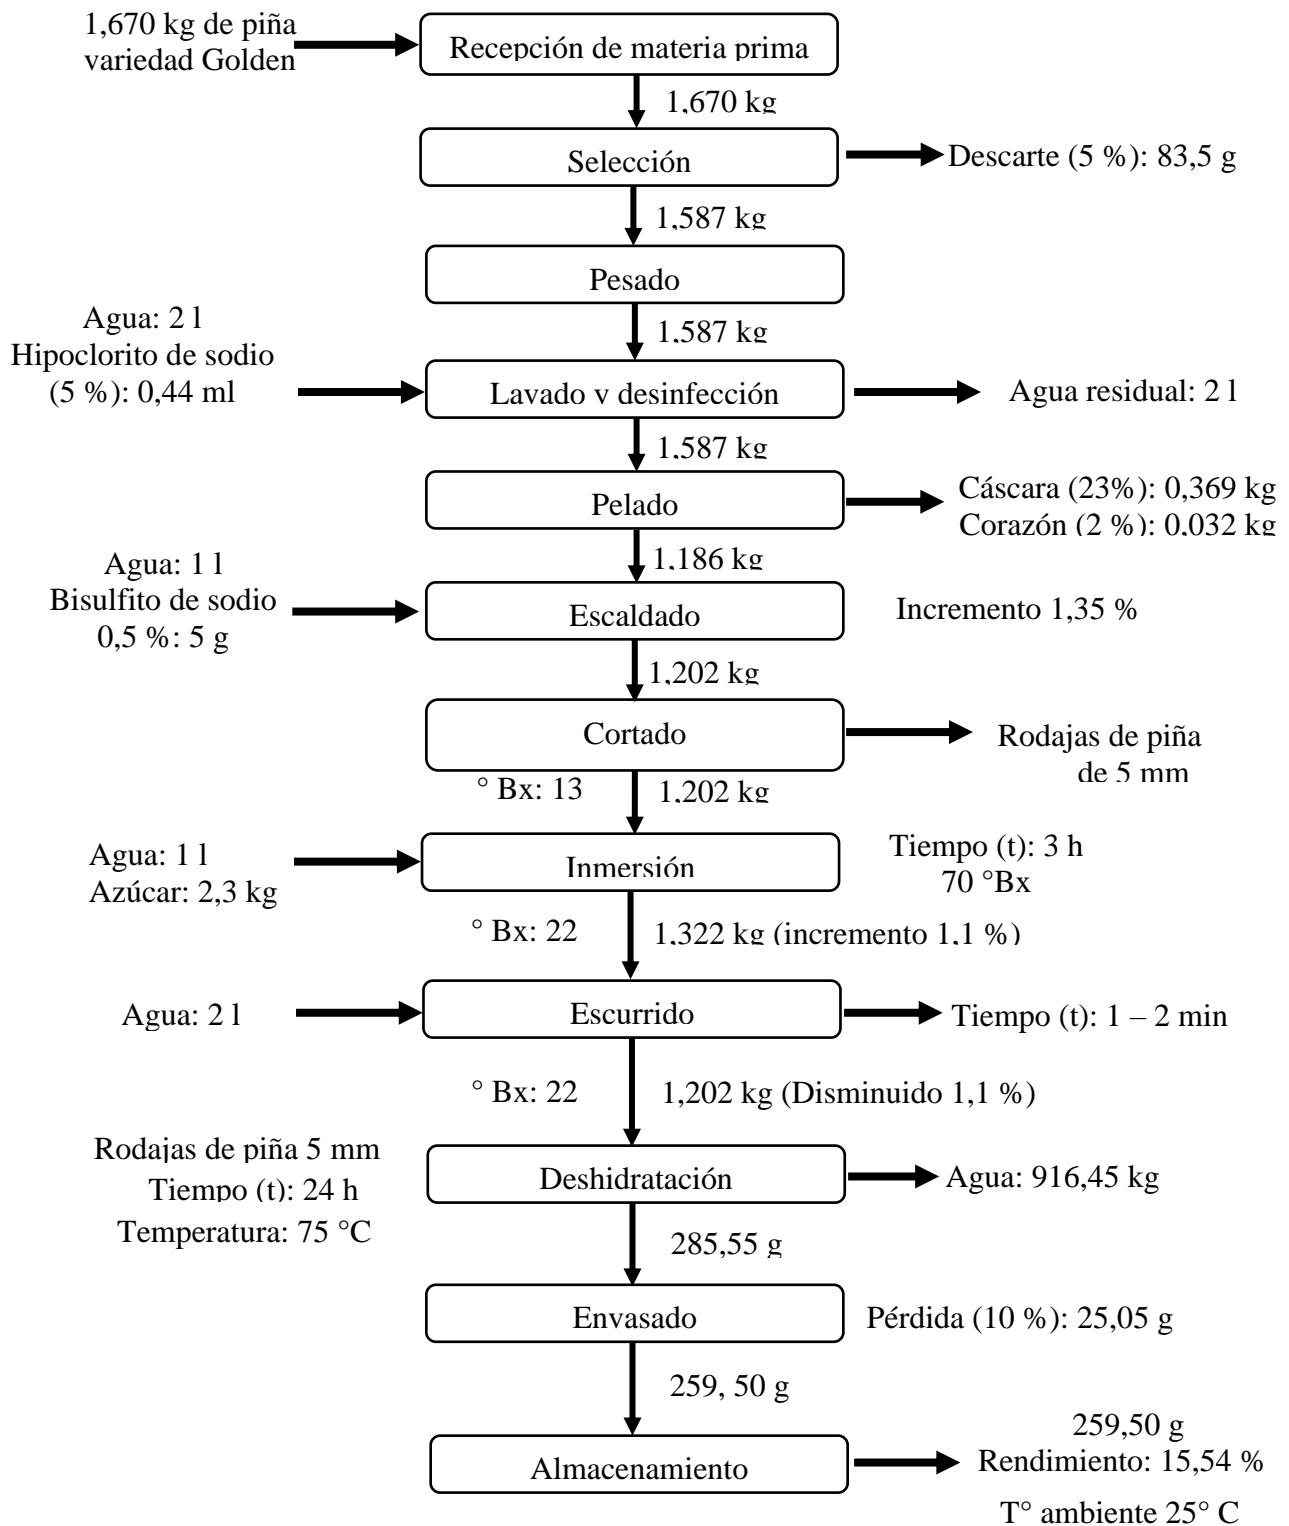 1,670 kg de piña
variedad Golden
Recepción de materia prima
1,670 kg
Selección
Descarte (5 %): 83,5 g
1,587 kg
Pesado
1,587 kg
Agua: 2 l
Hipoclorito de sodio
(5 %): 0,44 ml
Lavado y desinfección
Agua residual: 2 l
1,587 kg
Pelado
Cáscara (23%): 0,369 kg
Corazón (2 %): 0,032 kg
1,186 kg
Agua: 1 l
Bisulfito de sodio
0,5 %: 5 g
Escaldado
Incremento 1,35 %
1,202 kg
Cortado
Rodajas de piña
de 5 mm
° Bx: 13
1,202 kg
Agua: 1 l
Azúcar: 2,3 kg
Inmersión
Tiempo (t): 3 h
70 °Bx
° Bx: 22
1,322 kg (incremento 1,1 %)
Agua: 2 l
Escurrido
Tiempo (t): 1 – 2 min
° Bx: 22
1,202 kg (Disminuido 1,1 %)
Rodajas de piña 5 mm
Tiempo (t): 24 h
Temperatura: 75 °C
Deshidratación
Agua: 916,45 kg
285,55 g
Envasado
Pérdida (10 %): 25,05 g
259, 50 g
Almacenamiento
259,50 g
Rendimiento: 15,54 %
T° ambiente 25° C